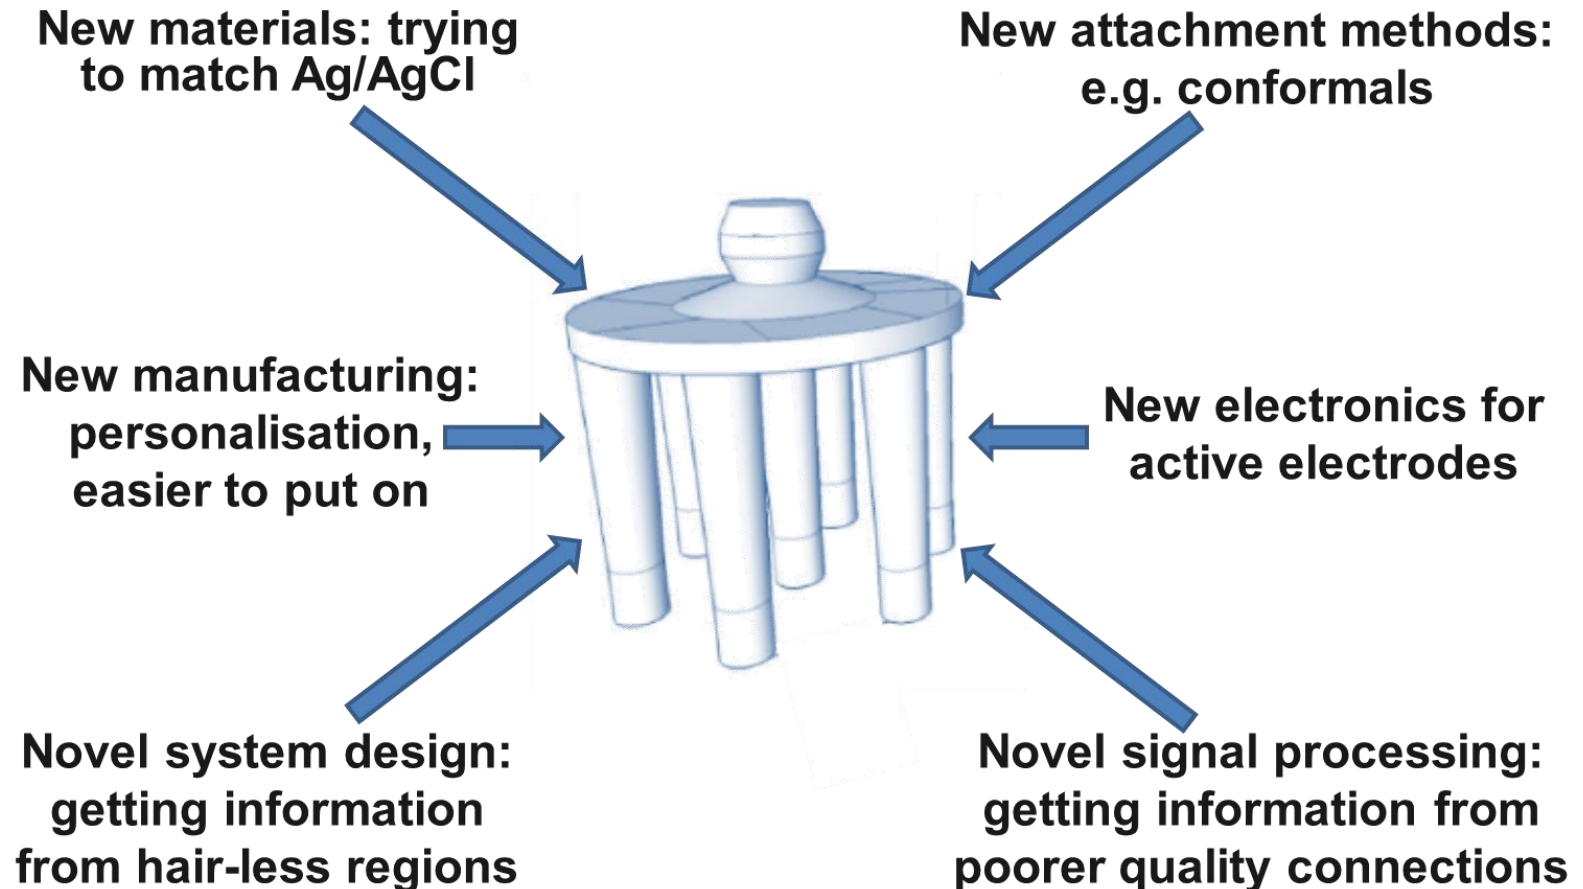 New materials: trying
to match Ag/AgCl
New attachment methods:
e.g. conformals
New manufacturing:
personalisation,
easier to put on
New electronics for
active electrodes
Novel system design:
getting information
from hair-less regions
Novel signal processing:
getting information from
poorer quality connections